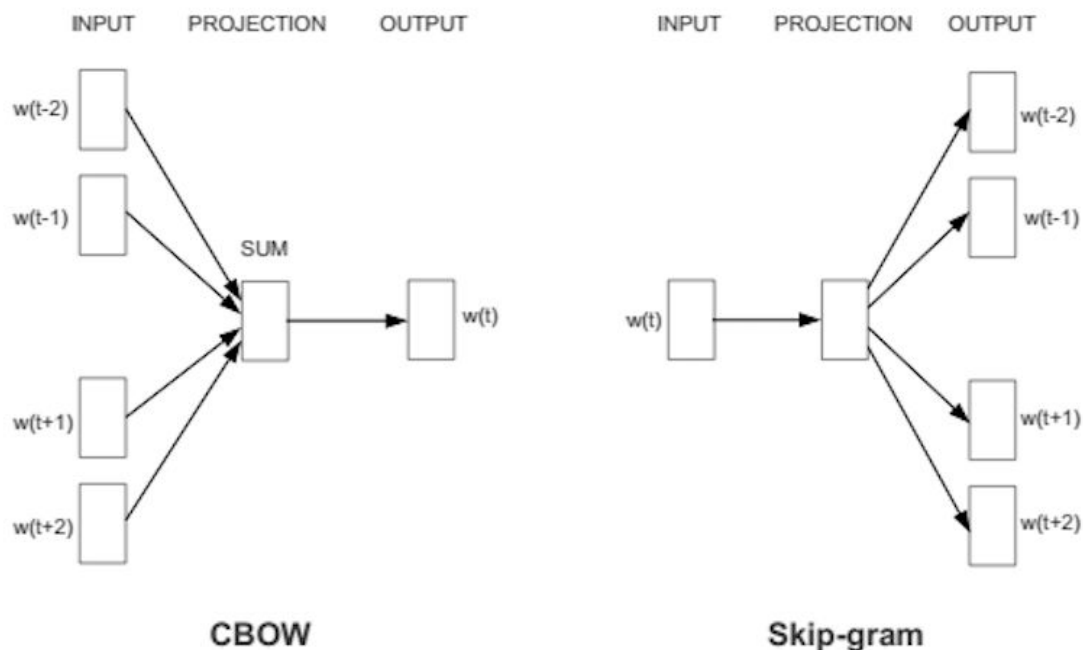 INPUT PROJECTION OUTPUT
w(t-2)
w(t-1)
SUM
w(t)
w(t+1)
w(t+2)
CBOW
INPUT PROJECTION OUTPUT
w(t-2)
w(t-1)
w(t)
w(t+1)
w(t+2)
Skip-gram